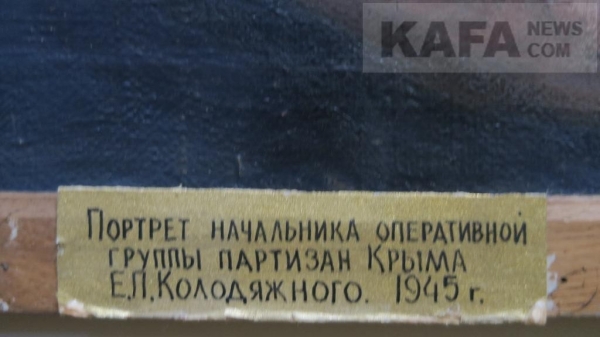 KAFA NEWS
COM
Портрет начальника оперативной
группы партизан Крыма
Е.П.Колодяжного. 1945 г.